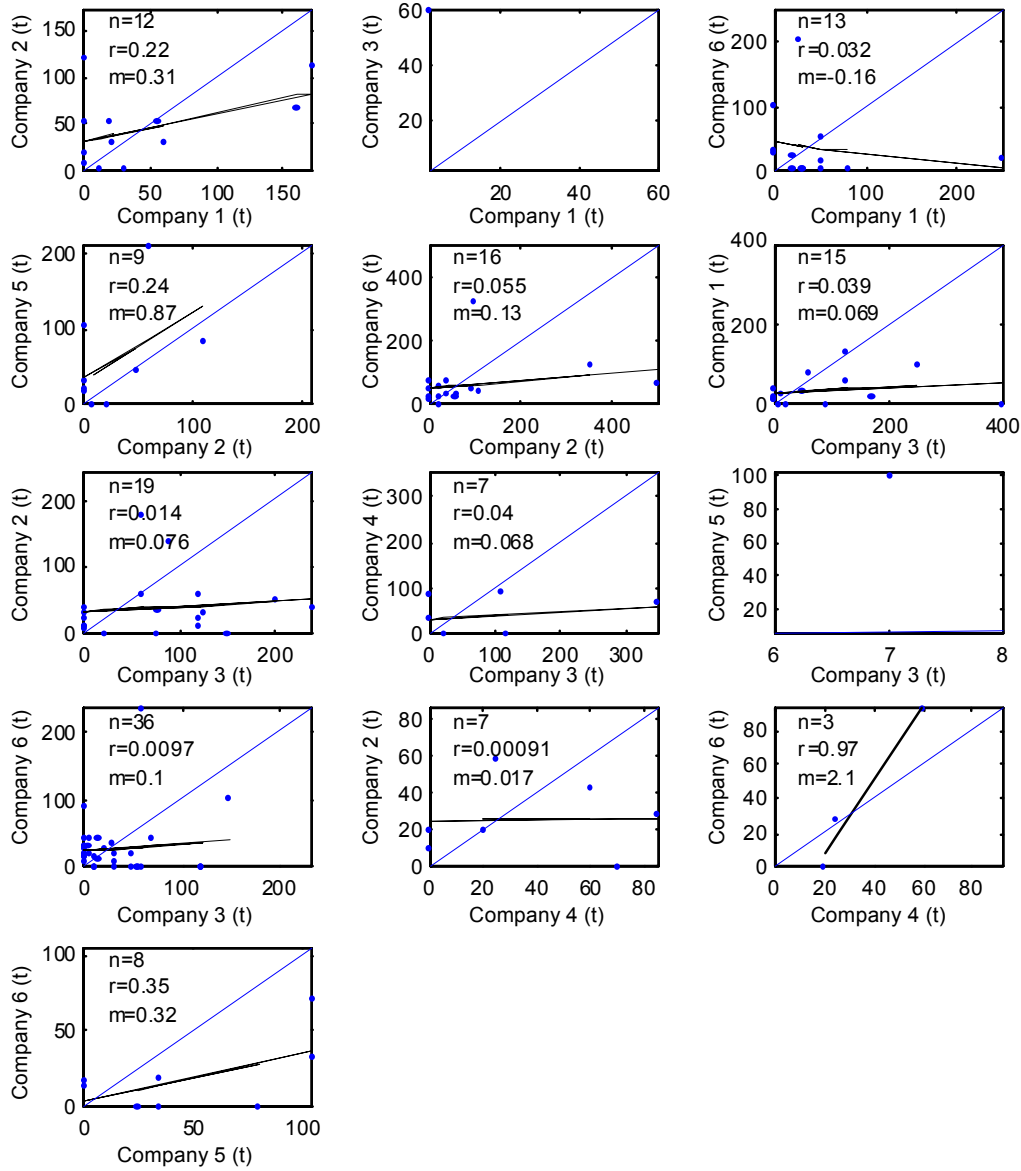 n=12
r=0.22
m=0.31
150
100
50
0
0 50 100 150
Company 2 (t)
Company 1 (t)
60
40
20
20 40 60
Company 3 (t)
Company 1 (t)
n=13
r=0.032
m=-0.16
200
100
0
0 100 200
Company 6 (t)
Company 1 (t)
n=9
r=0.24
m=0.87
200
100
0
0 100 200
Company 5 (t)
Company 2 (t)
n=16
r=0.055
m=0.13
400
200
0
0 200 400
Company 6 (t)
Company 2 (t)
n=15
r=0.039
m=0.069
400
200
0
0 200 400
Company 1 (t)
Company 3 (t)
n=19
r=0.014
m=0.076
200
100
0
0 100 200
Company 2 (t)
Company 3 (t)
n=7
r=0.04
m=0.068
300
200
100
0
0 100 200 300
Company 4 (t)
Company 3 (t)
100
80
60
40
20
6 7 8
Company 5 (t)
Company 3 (t)
n=36
r=0.0097
m=0.1
200
100
0
0 100 200
Company 6 (t)
Company 3 (t)
n=7
r=0.00091
m=0.017
80
60
40
20
0
0 20 40 60 80
Company 2 (t)
Company 4 (t)
n=3
r=0.97
m=2.1
80
60
40
20
0
0 20 40 60 80
Company 6 (t)
Company 4 (t)
n=8
r=0.35
m=0.32
100
50
0
0 50 100
Company 6 (t)
Company 5 (t)